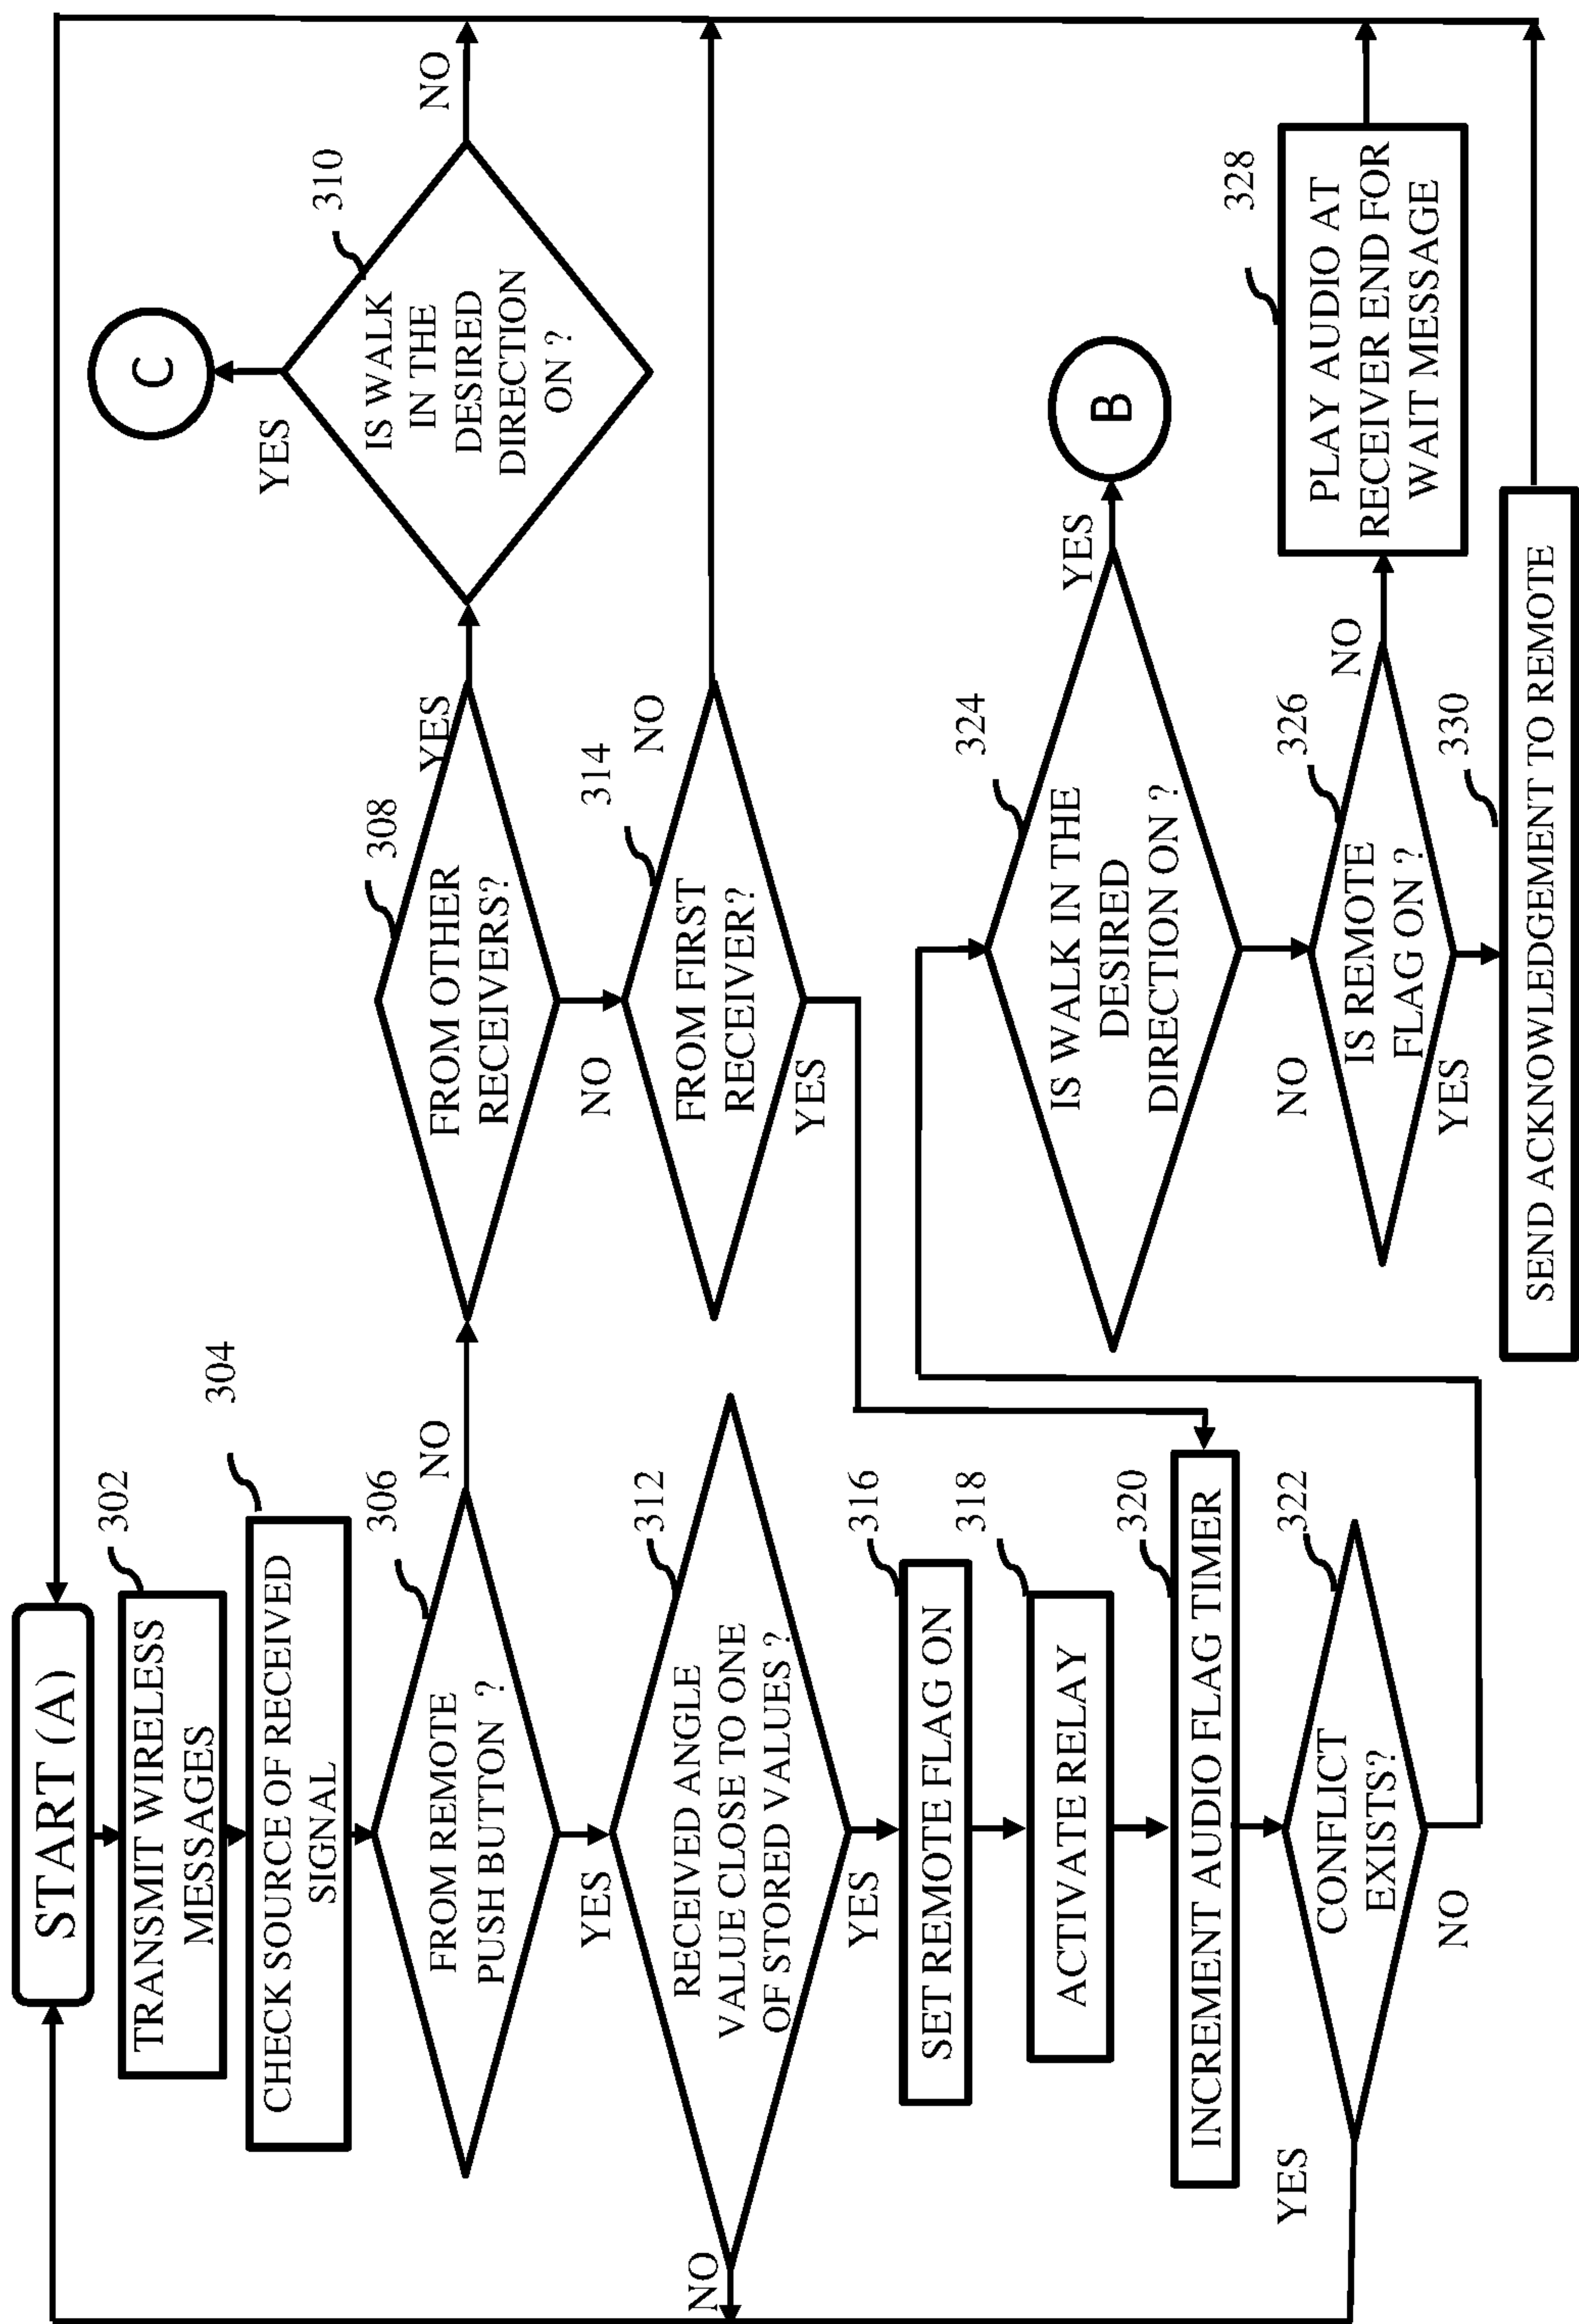 START (A)
302
TRANSMIT WIRELESS
MESSAGES
304
CHECK SOURCE OF RECEIVED
SIGNAL
306
FROM REMOTE
PUSH BUTTON ?
NO
YES
308
FROM OTHER
RECEIVERS?
YES
NO
310
IS WALK
IN THE
DESIRED
DIRECTION
ON ?
YES
NO
C
312
RECEIVED ANGLE
VALUE CLOSE TO ONE
OF STORED VALUES ?
NO
YES
314
FROM FIRST
RECEIVER?
NO
YES
316
SET REMOTE FLAG ON
318
ACTIVATE RELAY
320
INCREMENT AUDIO FLAG TIMER
322
CONFLICT
EXISTS?
YES
NO
324
IS WALK IN THE
DESIRED
DIRECTION ON ?
YES
B
NO
326
IS REMOTE
FLAG ON ?
NO
YES
328
PLAY AUDIO AT
RECEIVER END FOR
WAIT MESSAGE
330
SEND ACKNOWLEDGEMENT TO REMOTE